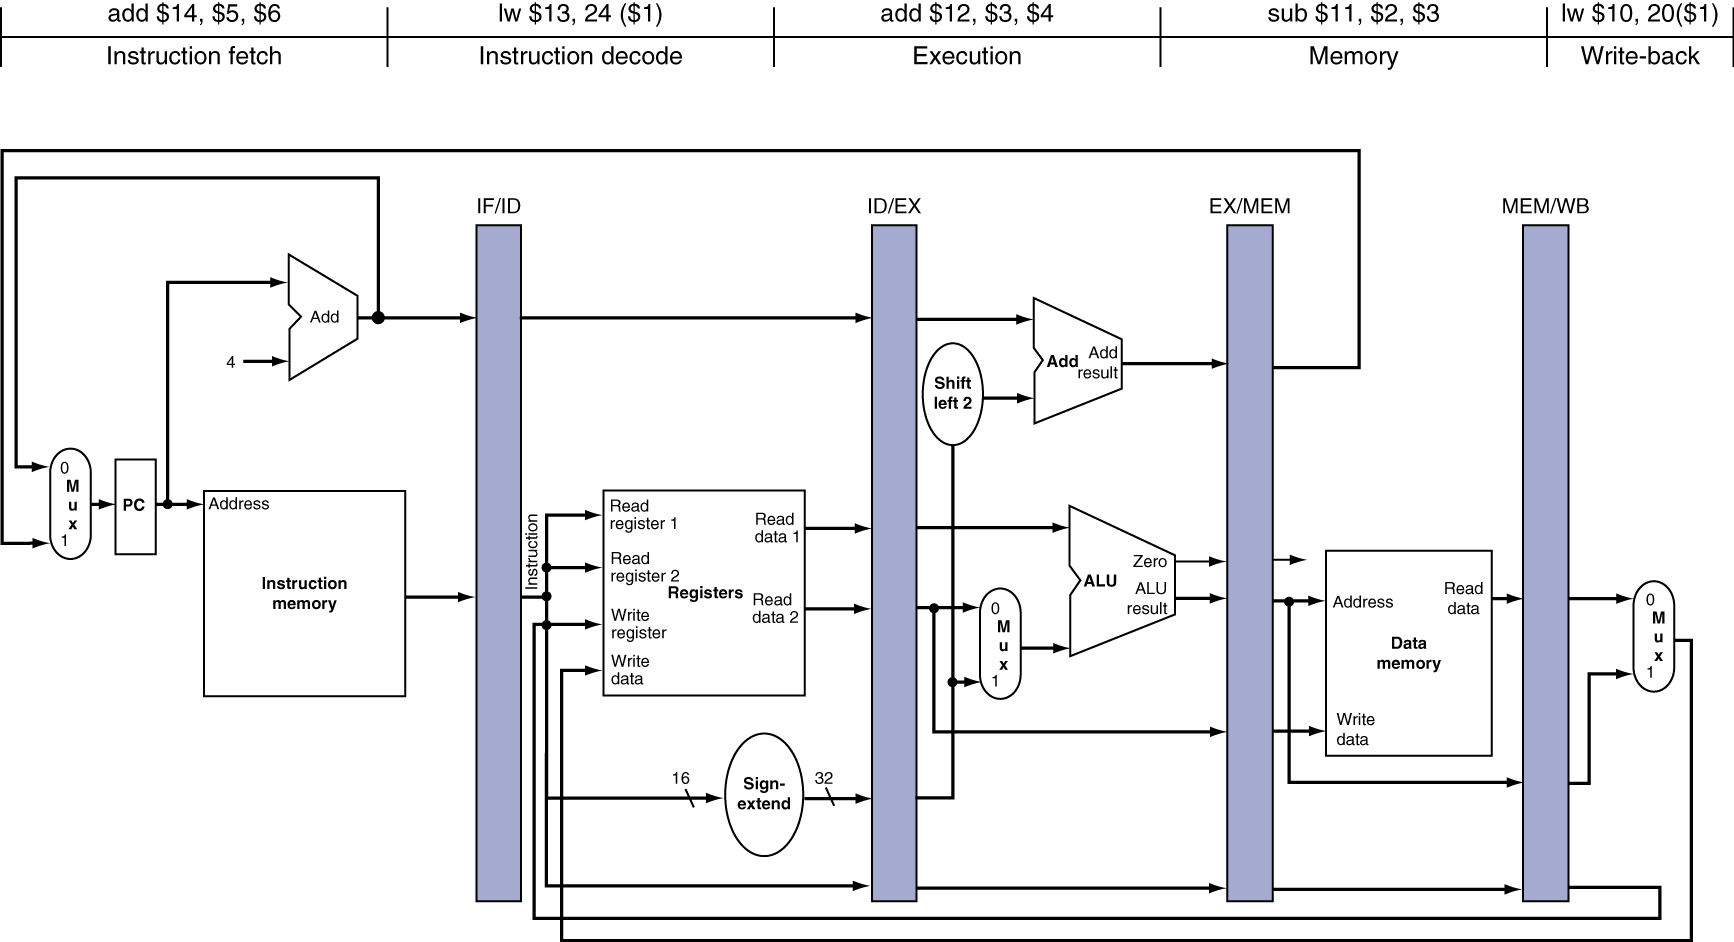 add $14, $5, $6
lw $13, 24 ($1)
add $12, $3, $4
sub $11, $2, $3
lw $10, 20($1)
Instruction fetch
Instruction decode
Execution
Memory
Write-back
IF/ID
ID/EX
EX/MEM
MEM/WB
Add
4
Add
Add
result
Shift
left 2
0
M
u
x
1
PC
Address
Instruction
memory
Instruction
Read
register 1
Read
register 2
Write
register
Write
data
Registers
Read
data 1
Read
data 2
16
Sign-
extend
32
0
M
u
x
1
ALU
Zero
ALU
result
Address
Read
data
Data
memory
Write
data
0
M
u
x
1